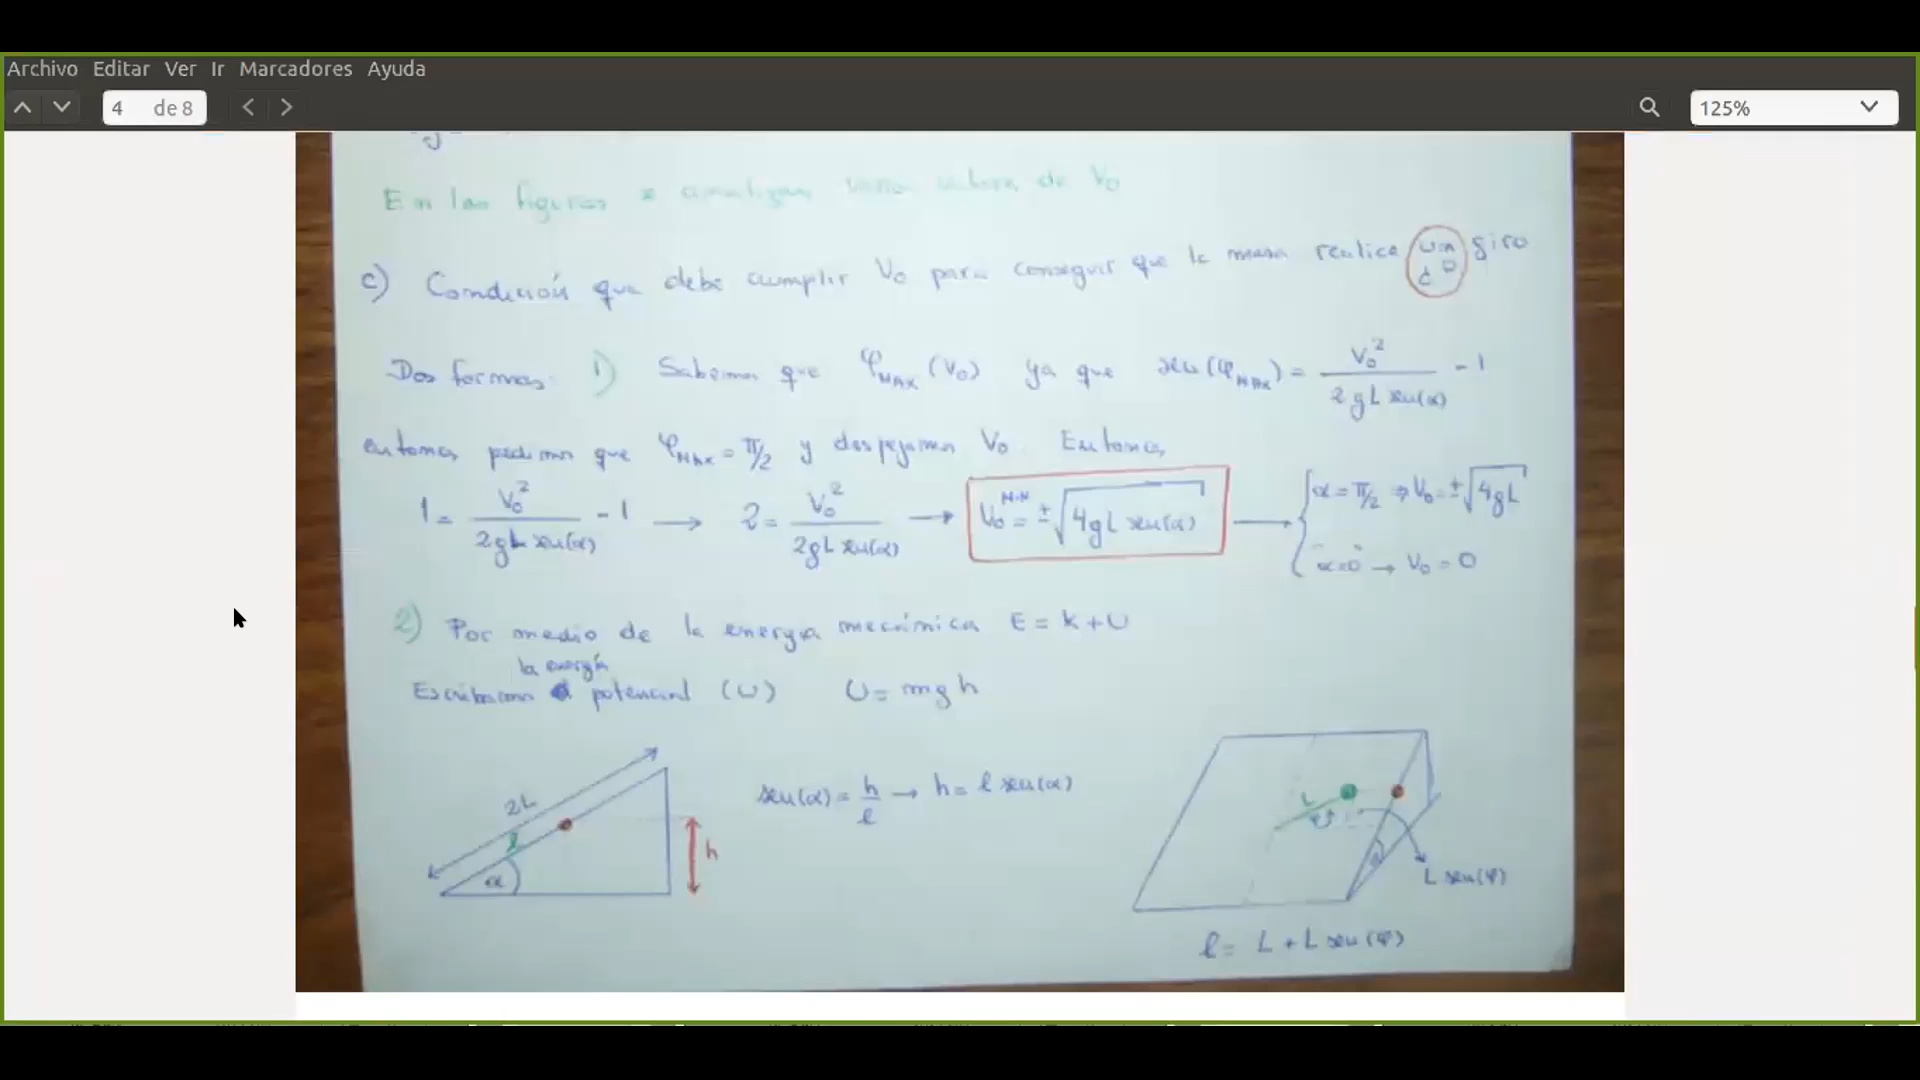 Archivo Editar Ver Ir Marcadores Ayuda
4 de 8
125%
En las figuras se analizan varios valores de V₀
c) Condición que debe cumplir V₀ para conseguir que la masa realice un giro
Dos formas: 1) Sabemos que φ_MAX (V₀) ya que sen(φ_MAX) = V₀² / 2gL sen(α) - 1
entonces pedimos que φ_MAX = π/2 y despejamos V₀. Entonces,
1 = V₀² / 2gL sen(α) - 1 → 2 = V₀² / 2gL sen(α) → V₀^MIN = ± √4gL sen(α) → { α = π/2 ⇒ V₀ = ± √4gL
"α=0" → V₀ = 0
2) Por medio de la energía mecánica E = K + U
la energía
Escribamos potencial (U) U = mgh
2L
l
α
h
sen(α) = h / l → h = l sen(α)
L
φ
α
L sen(φ)
l = L + L sen(φ)